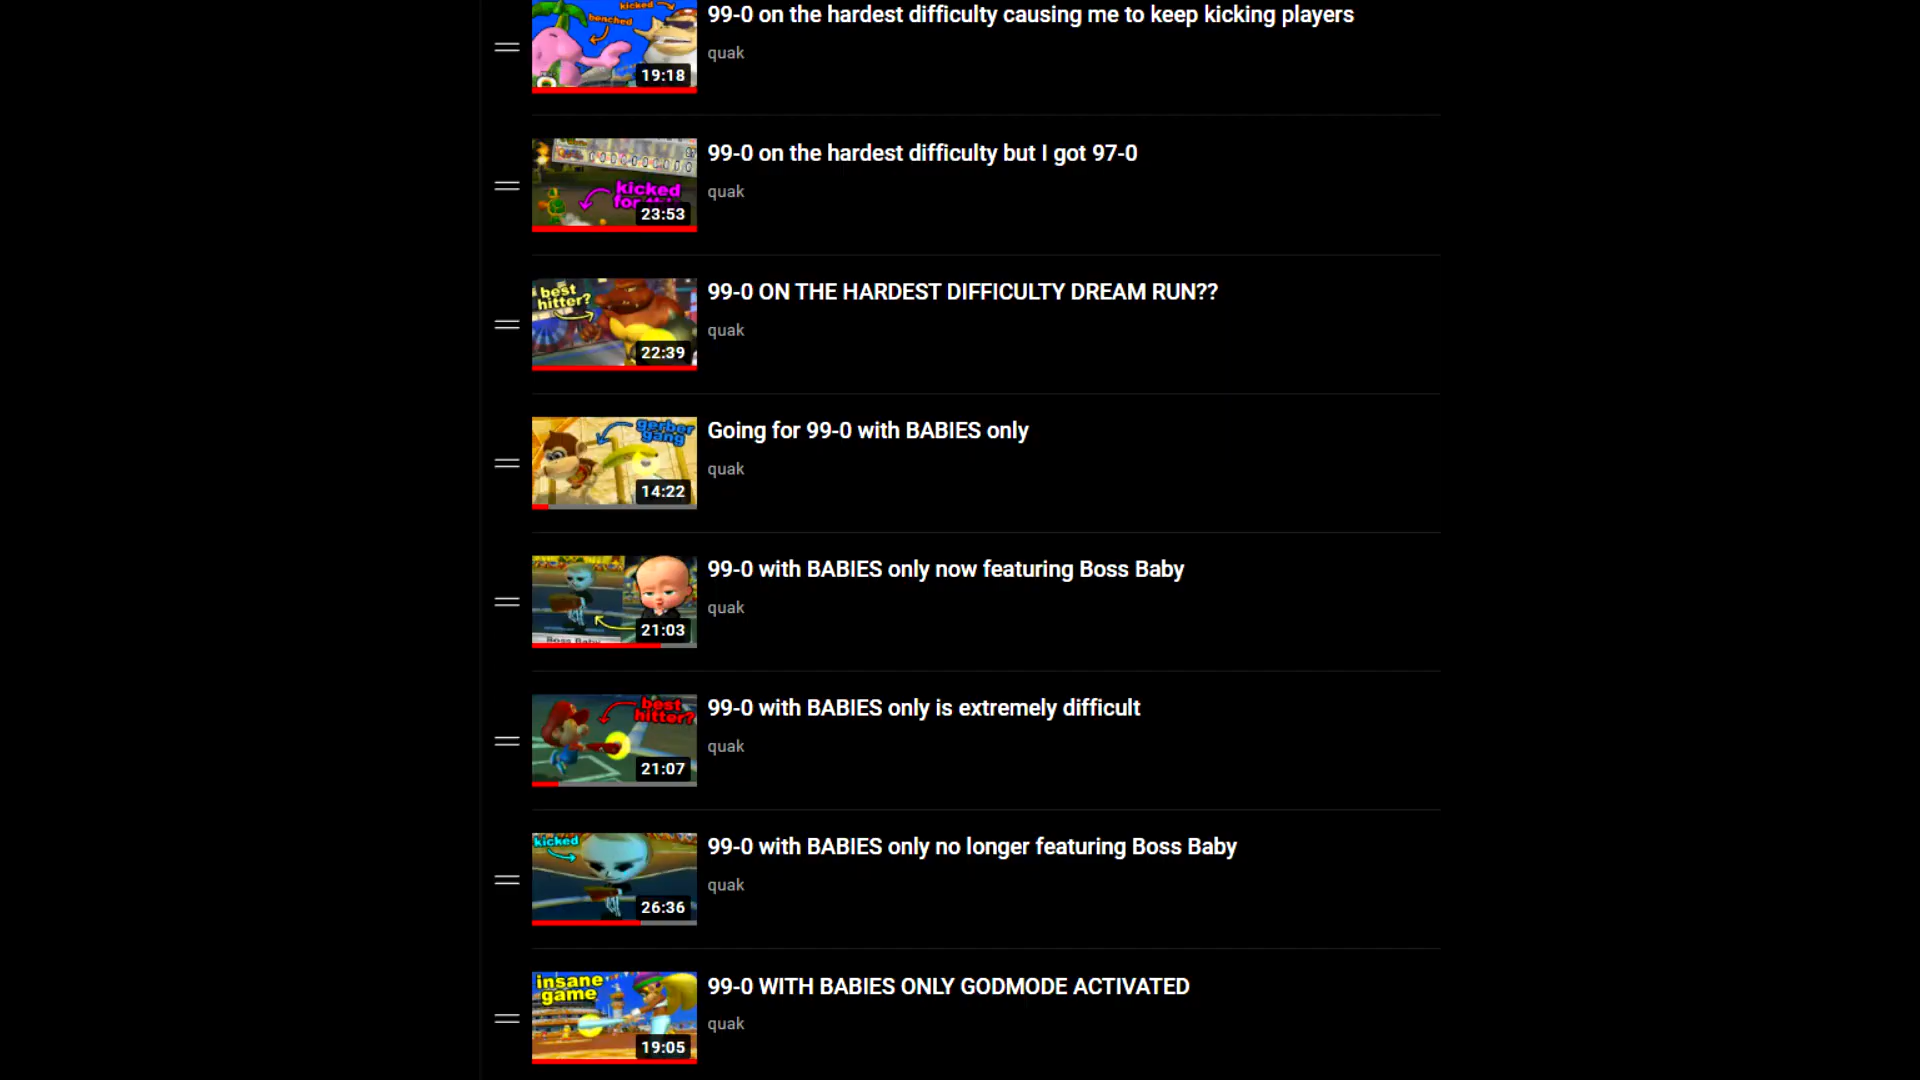 kicked
benched
19:18
99-0 on the hardest difficulty causing me to keep kicking players
quak
kicked
for
23:53
99-0 on the hardest difficulty but I got 97-0
quak
best
hitter?
22:39
99-0 ON THE HARDEST DIFFICULTY DREAM RUN??
quak
gerber
gang
14:22
Going for 99-0 with BABIES only
quak
Boss Baby
21:03
99-0 with BABIES only now featuring Boss Baby
quak
best
hitter?
21:07
99-0 with BABIES only is extremely difficult
quak
kicked
26:36
99-0 with BABIES only no longer featuring Boss Baby
quak
insane
game
19:05
99-0 WITH BABIES ONLY GODMODE ACTIVATED
quak